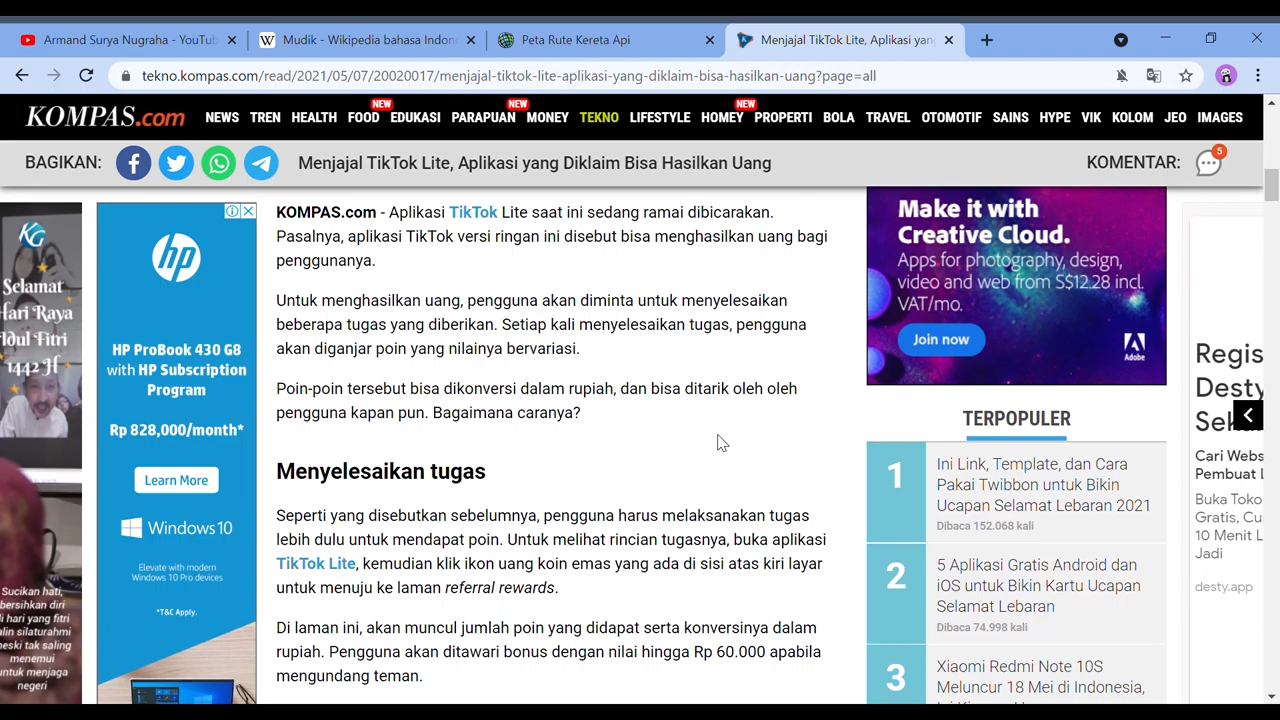 Armand Surya Nugraha - YouTub
Mudik - Wikipedia bahasa Indon
Peta Rute Kereta Api
Menjajal TikTok Lite, Aplikasi yang
tekno.kompas.com/read/2021/05/07/20020017/menjajal-tiktok-lite-aplikasi-yang-diklaim-bisa-hasilkan-uang?page=all
KOMPAS.com
NEWS TREN HEALTH FOOD EDUKASI PARAPUAN MONEY TEKNO LIFESTYLE HOMEY PROPERTI BOLA TRAVEL OTOMOTIF SAINS HYPE VIK KOLOM JEO IMAGES
NEW NEW NEW
BAGIKAN:
Menjajal TikTok Lite, Aplikasi yang Diklaim Bisa Hasilkan Uang
KOMENTAR:
5
KG
Selamat
Hari Raya
Idul Fitri
1442 H
Sucikan hati,
bersihkan diri
di hari yang fitri
alin silaturahmi
meski tak saling
menemui
untuk menjaga
negeri
hp
HP ProBook 430 G8
with HP Subscription
Program
Rp 828,000/month*
Learn More
Windows 10
Elevate with modern
Windows 10 Pro devices
*T&C Apply.
KOMPAS.com - Aplikasi TikTok Lite saat ini sedang ramai dibicarakan.
Pasalnya, aplikasi TikTok versi ringan ini disebut bisa menghasilkan uang bagi
penggunanya.
Untuk menghasilkan uang, pengguna akan diminta untuk menyelesaikan
beberapa tugas yang diberikan. Setiap kali menyelesaikan tugas, pengguna
akan diganjar poin yang nilainya bervariasi.
Poin-poin tersebut bisa dikonversi dalam rupiah, dan bisa ditarik oleh oleh
pengguna kapan pun. Bagaimana caranya?
Menyelesaikan tugas
Seperti yang disebutkan sebelumnya, pengguna harus melaksanakan tugas
lebih dulu untuk mendapat poin. Untuk melihat rincian tugasnya, buka aplikasi
TikTok Lite, kemudian klik ikon uang koin emas yang ada di sisi atas kiri layar
untuk menuju ke laman referral rewards.
Di laman ini, akan muncul jumlah poin yang didapat serta konversinya dalam
rupiah. Pengguna akan ditawari bonus dengan nilai hingga Rp 60.000 apabila
mengundang teman.
Make it with
Creative Cloud.
Apps for photography, design,
video and web from S$12.28 incl.
VAT/mo.
Join now
Adobe
TERPOPULER
1
Ini Link, Template, dan Cara
Pakai Twibbon untuk Bikin
Ucapan Selamat Lebaran 2021
Dibaca 152.068 kali
2
5 Aplikasi Gratis Android dan
iOS untuk Bikin Kartu Ucapan
Selamat Lebaran
Dibaca 74.998 kali
3
Xiaomi Redmi Note 10S
Meluncur 18 Mei di Indonesia,
Regis
Desty
Seka
Cari Webs
Pembuat L
Buka Toko
Gratis, Cu
10 Menit L
Jadi
desty.app